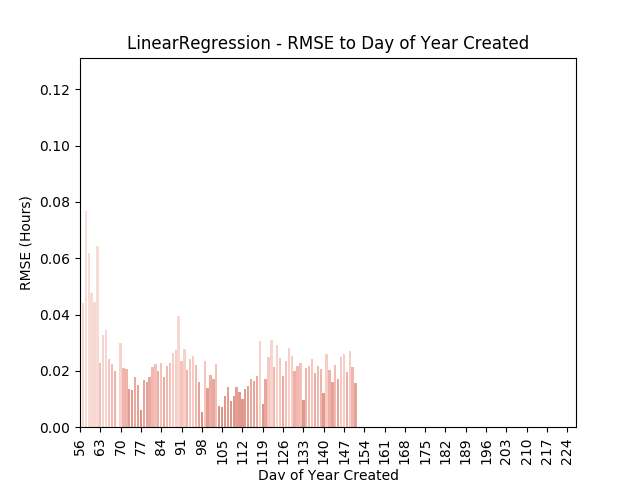 LinearRegression - RMSE to Day of Year Created
RMSE (Hours)
0.12
0.10
0.08
0.06
0.04
0.02
0.00
56 63 70 77 84 91 98 105 112 119 126 133 140 147 154 161 168 175 182 189 196 203 210 217 224
Day of Year Created